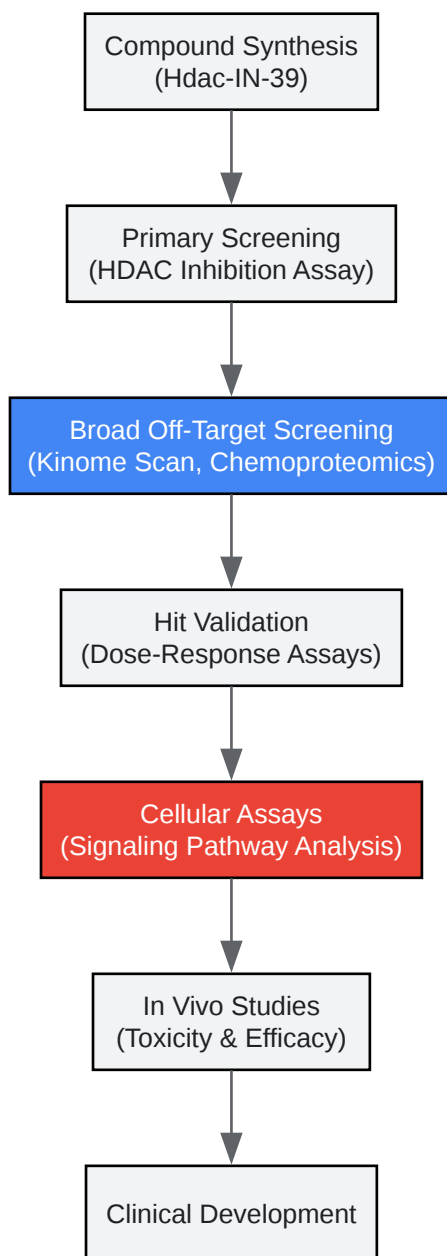 Compound Synthesis
(Hdac-IN-39)
Primary Screening
(HDAC Inhibition Assay)
Broad Off-Target Screening
(Kinome Scan, Chemoproteomics)
Hit Validation
(Dose-Response Assays)
Cellular Assays
(Signaling Pathway Analysis)
In Vivo Studies
(Toxicity & Efficacy)
Clinical Development